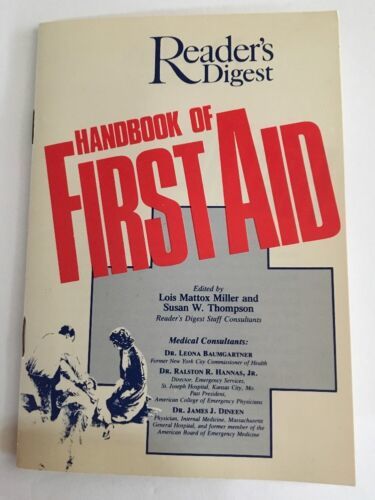 Reader's
Digest
HANDBOOK OF
FIRST AID
Edited by
Lois Mattox Miller and
Susan W. Thompson
Reader's Digest Staff Consultants
Medical Consultants:
DR. LEONA BAUMGARTNER
Former New York City Commissioner of Health
DR. RALSTON R. HANNAS, JR.
Director, Emergency Services,
St. Joseph Hospital, Kansas City, Mo.
Past President,
American College of Emergency Physicians
DR. JAMES J. DINEEN
Physician, Internal Medicine, Massachusetts
General Hospital, and former member of the
American Board of Emergency Medicine